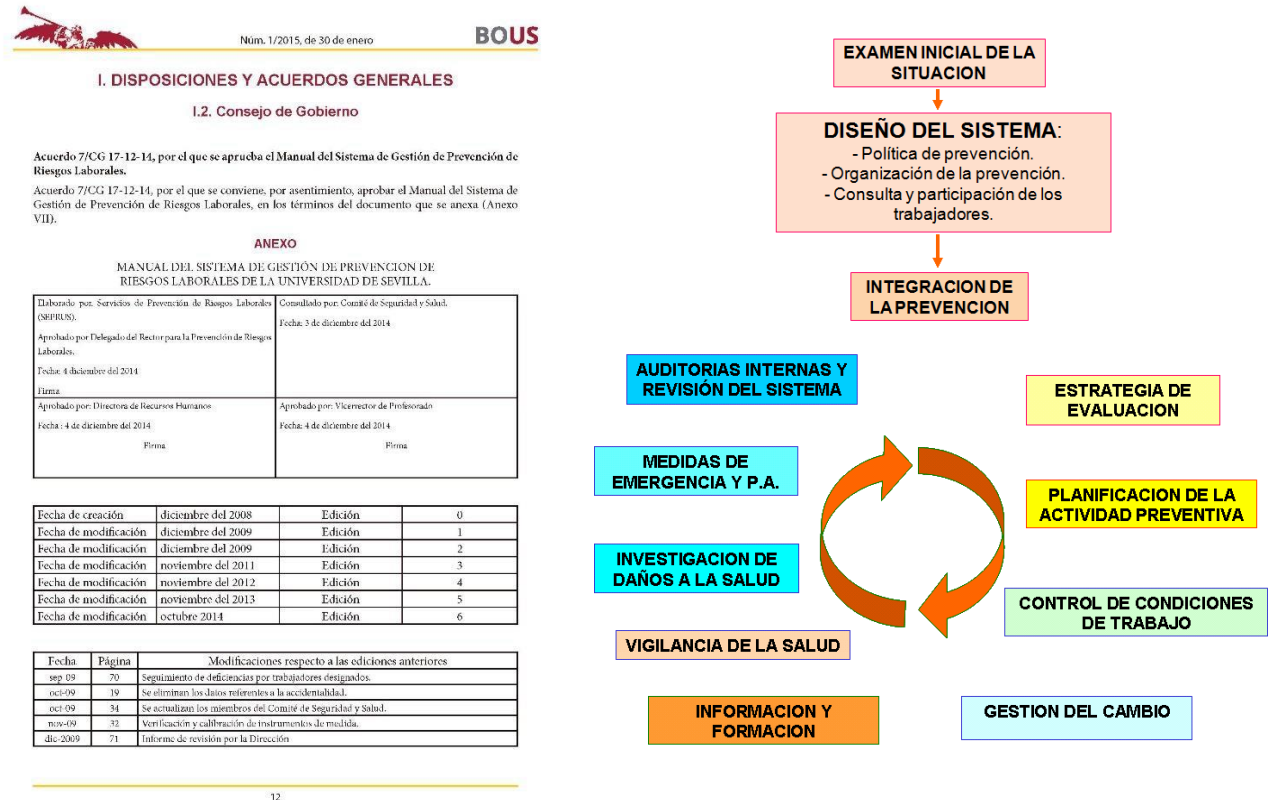 Núm. 1/2015, de 30 de enero
BOUS
I. DISPOSICIONES Y ACUERDOS GENERALES
I.2. Consejo de Gobierno
Acuerdo 7/CG 17-12-14, por el que se aprueba el Manual del Sistema de Gestión de Prevención de
Riesgos Laborales.
Acuerdo 7/CG 17-12-14, por el que se conviene, por asentimiento, aprobar el Manual del Sistema de
Gestión de Prevención de Riesgos Laborales, en los términos del documento que se anexa (Anexo
VII).
ANEXO
MANUAL DEL SISTEMA DE GESTIÓN DE PREVENCION DE
RIESGOS LABORALES DE LA UNIVERSIDAD DE SEVILLA.
Elaborado por: Servicios de Prevención de Riesgos Laborales
(SEPRUS).
Aprobado por Delegado del Rector para la Prevención de Riesgos
Laborales.
Fecha: 4 diciembre del 2014
Firma
Consultado por: Comité de Seguridad y Salud.
Fecha: 3 de diciembre del 2014
Aprobado por: Directora de Recursos Humanos
Fecha : 4 de diciembre del 2014
Firma
Aprobado por: Vicerrector de Profesorado
Fecha: 4 de diciembre del 2014
Firma
Fecha de creación diciembre del 2008 Edición 0
Fecha de modificación diciembre del 2009 Edición 1
Fecha de modificación diciembre del 2009 Edición 2
Fecha de modificación noviembre del 2011 Edición 3
Fecha de modificación noviembre del 2012 Edición 4
Fecha de modificación noviembre del 2013 Edición 5
Fecha de modificación octubre 2014 Edición 6
Fecha Página Modificaciones respecto a las ediciones anteriores
sep-09 70 Seguimiento de deficiencias por trabajadores designados.
oct-09 19 Se eliminan los datos referentes a la accidentalidad.
oct-09 34 Se actualizan los miembros del Comité de Seguridad y Salud.
nov-09 32 Verificación y calibración de instrumentos de medida.
dic-2009 71 Informe de revisión por la Dirección
12
EXAMEN INICIAL DE LA
SITUACION
DISEÑO DEL SISTEMA:
- Política de prevención.
- Organización de la prevención.
- Consulta y participación de los
trabajadores.
INTEGRACION DE
LA PREVENCION
AUDITORIAS INTERNAS Y
REVISIÓN DEL SISTEMA
ESTRATEGIA DE
EVALUACION
MEDIDAS DE
EMERGENCIA Y P.A.
PLANIFICACION DE LA
ACTIVIDAD PREVENTIVA
INVESTIGACION DE
DAÑOS A LA SALUD
CONTROL DE CONDICIONES
DE TRABAJO
VIGILANCIA DE LA SALUD
INFORMACION Y
FORMACION
GESTION DEL CAMBIO